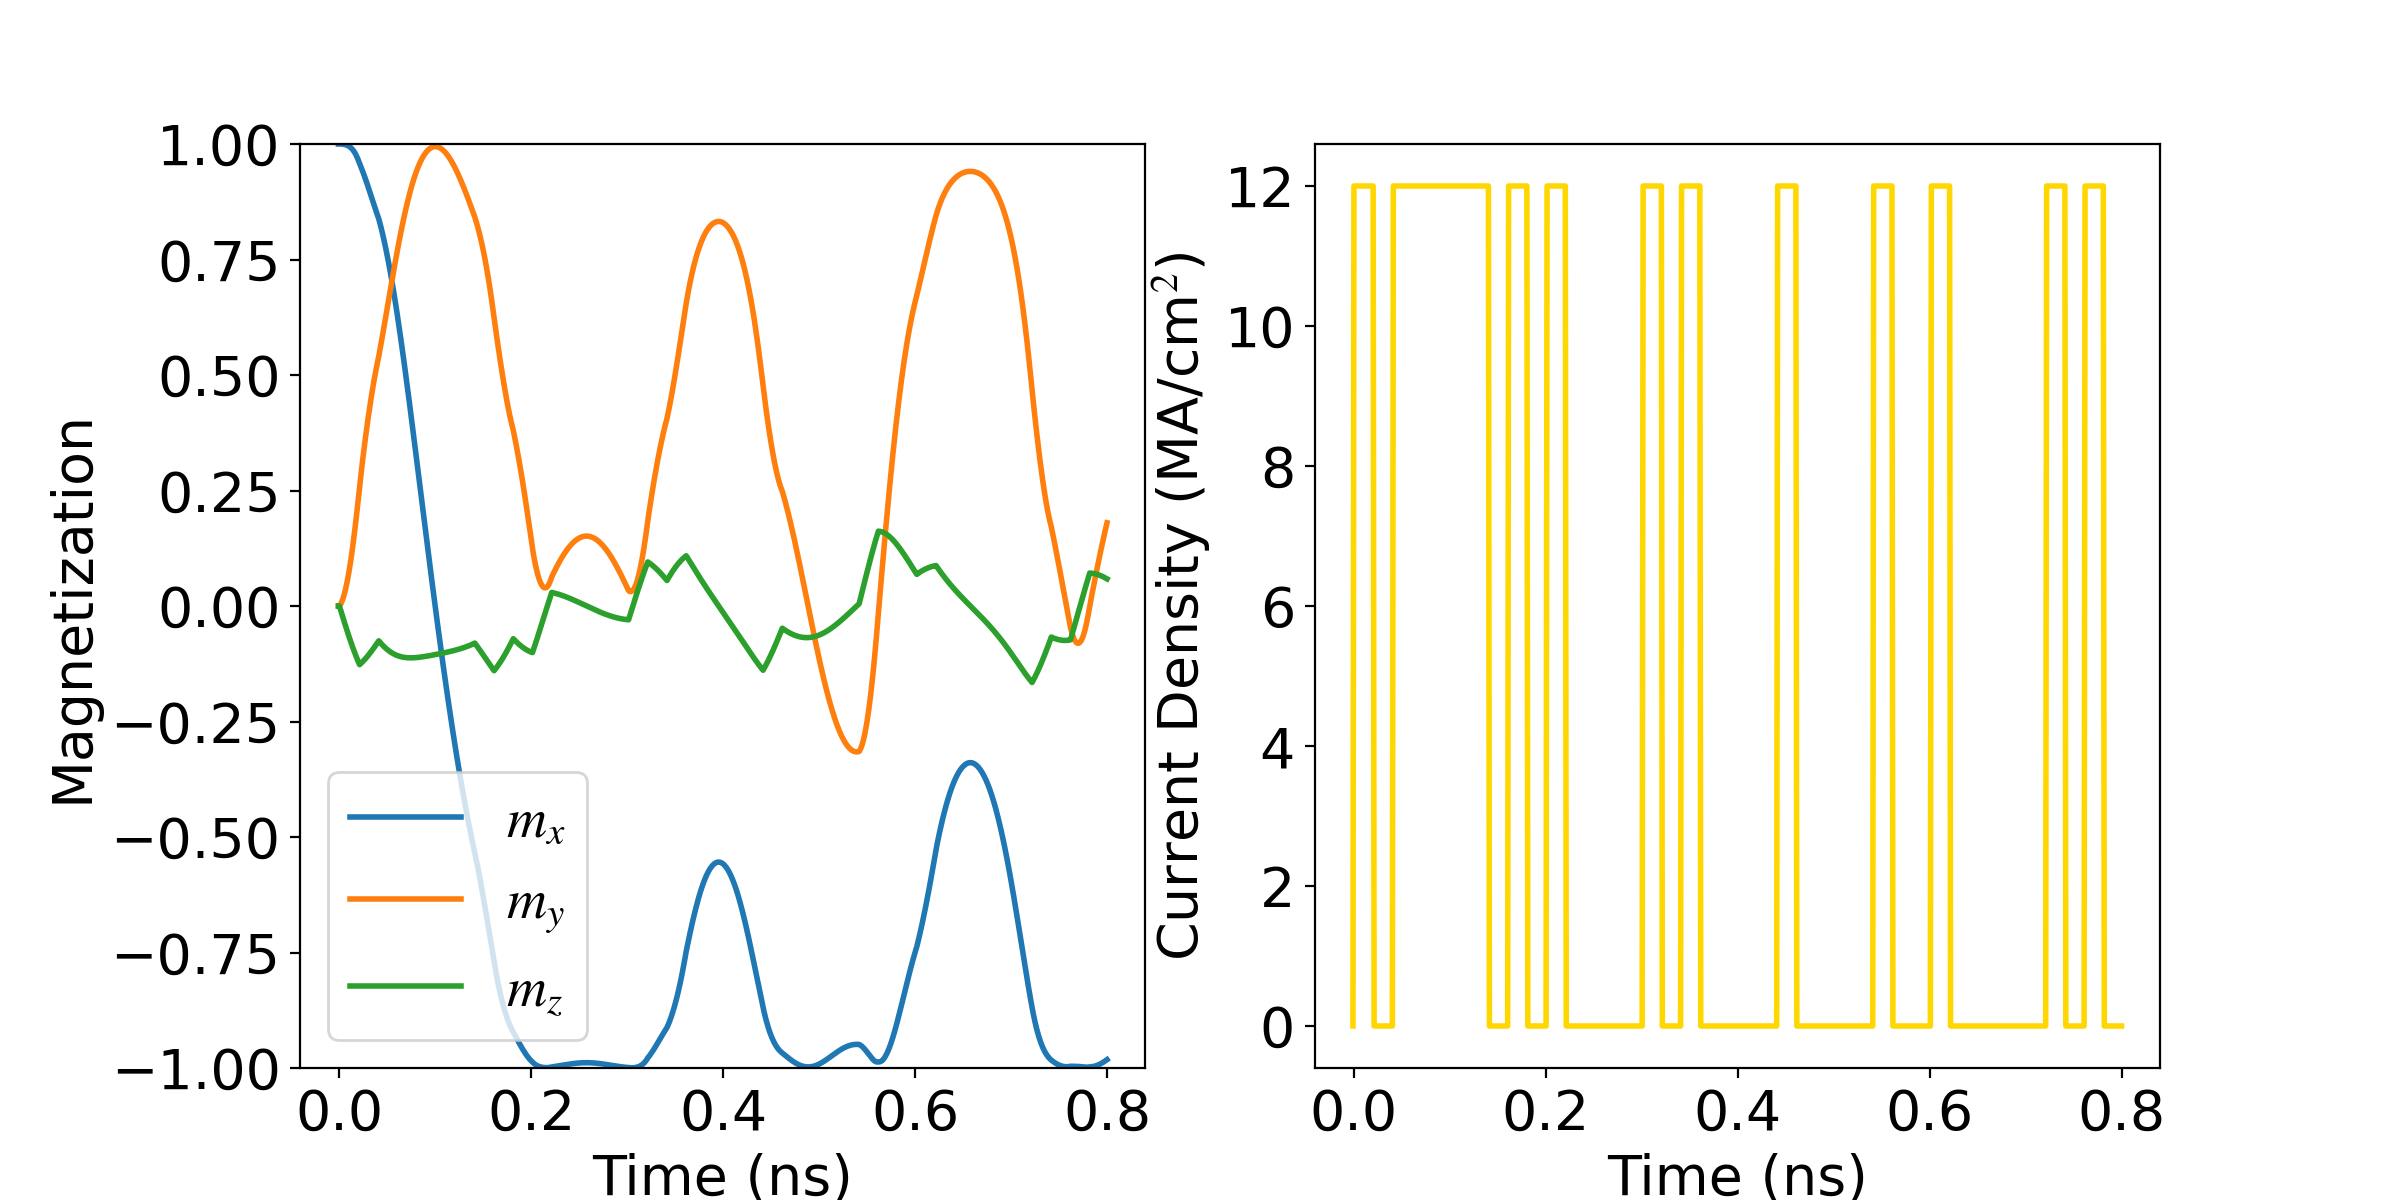 Magnetization
1.00
0.75
0.50
0.25
0.00
−0.25
−0.50
−0.75
−1.00
m_x
m_y
m_z
0.0 0.2 0.4 0.6 0.8
Time (ns)
Current Density (MA/cm²)
12
10
8
6
4
2
0
0.0 0.2 0.4 0.6 0.8
Time (ns)